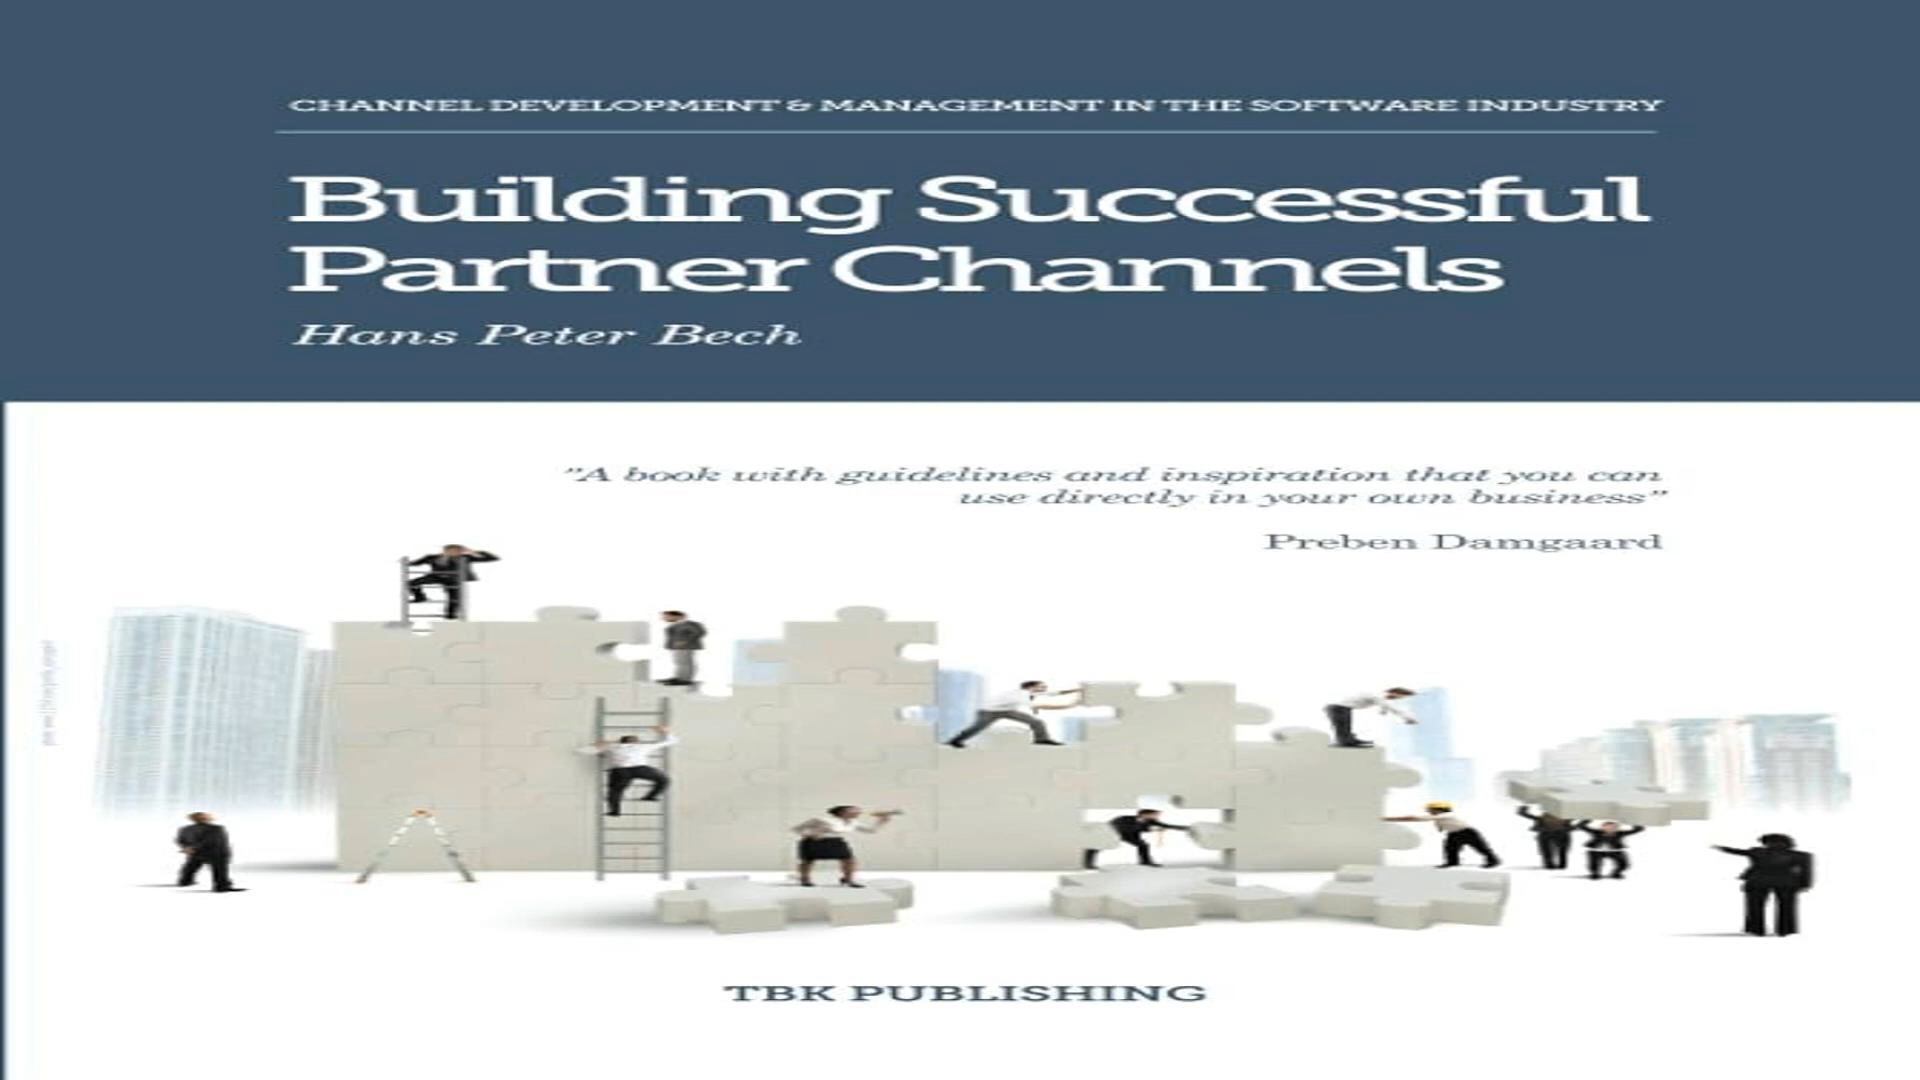 CHANNEL DEVELOPMENT & MANAGEMENT IN THE SOFTWARE INDUSTRY
Building Successful
Partner Channels
Hans Peter Bech
"A book with guidelines and inspiration that you can
use directly in your own business"
Preben Damgaard
TBK PUBLISHING